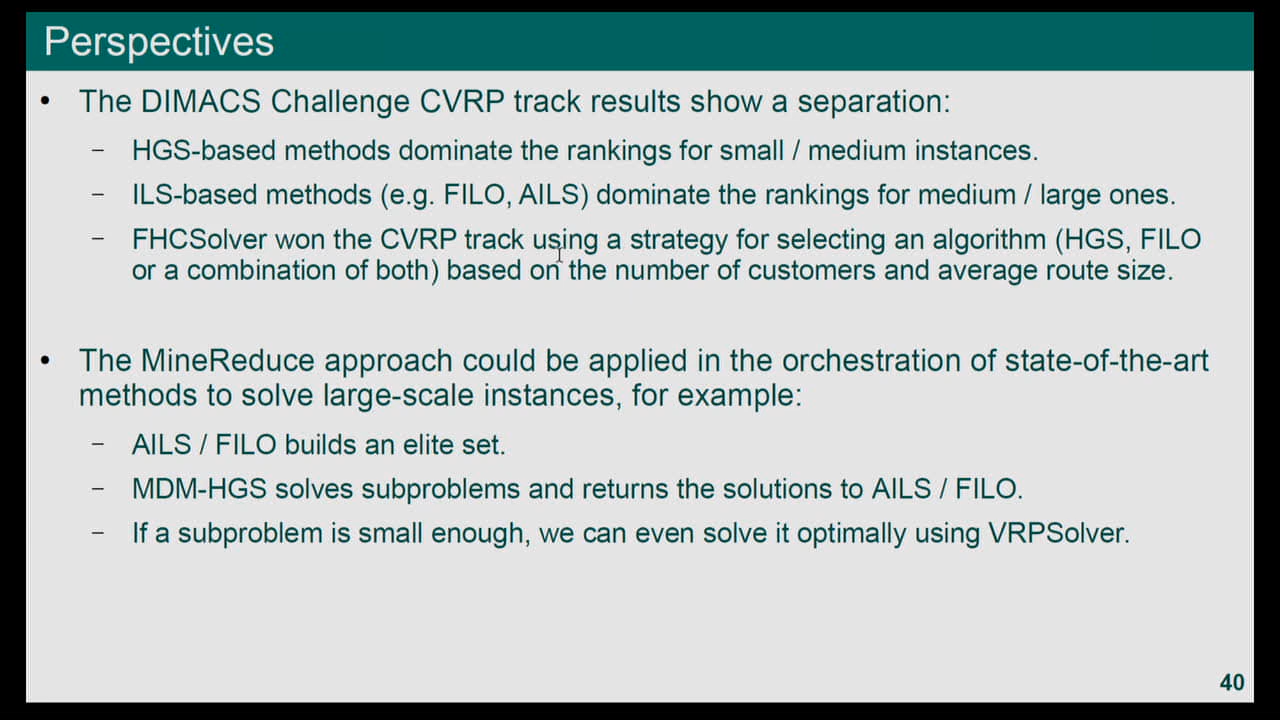 Perspectives
• The DIMACS Challenge CVRP track results show a separation:
– HGS-based methods dominate the rankings for small / medium instances.
– ILS-based methods (e.g. FILO, AILS) dominate the rankings for medium / large ones.
– FHCSolver won the CVRP track using a strategy for selecting an algorithm (HGS, FILO
or a combination of both) based on the number of customers and average route size.
• The MineReduce approach could be applied in the orchestration of state-of-the-art
methods to solve large-scale instances, for example:
– AILS / FILO builds an elite set.
– MDM-HGS solves subproblems and returns the solutions to AILS / FILO.
– If a subproblem is small enough, we can even solve it optimally using VRPSolver.
40